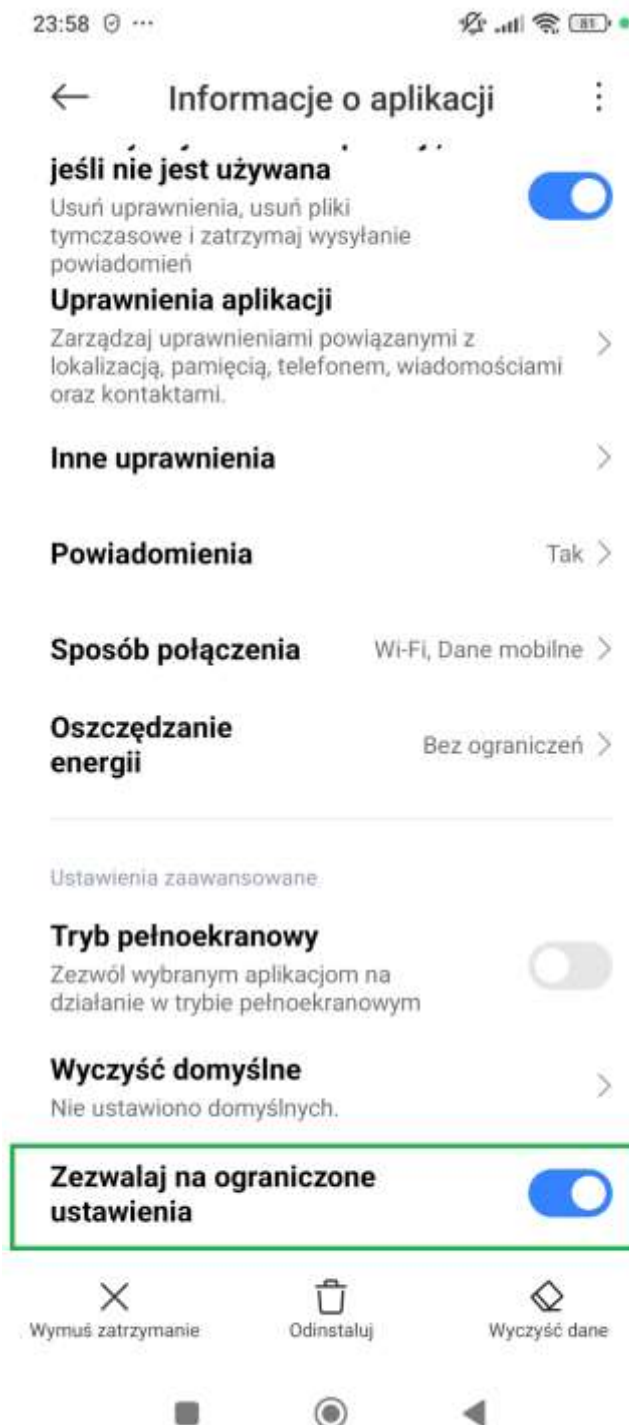 23:58
81
Informacje o aplikacji
jeśli nie jest używana
Usuń uprawnienia, usuń pliki
tymczasowe i zatrzymaj wysyłanie
powiadomień
Uprawnienia aplikacji
Zarządzaj uprawnieniami powiązanymi z
lokalizacją, pamięcią, telefonem, wiadomościami
oraz kontaktami.
Inne uprawnienia
Powiadomienia Tak
Sposób połączenia Wi-Fi, Dane mobilne
Oszczędzanie
energii Bez ograniczeń
Ustawienia zaawansowane
Tryb pełnoekranowy
Zezwól wybranym aplikacjom na
działanie w trybie pełnoekranowym
Wyczyść domyślne
Nie ustawiono domyślnych.
Zezwalaj na ograniczone
ustawienia
Wymuś zatrzymanie Odinstaluj Wyczyść dane